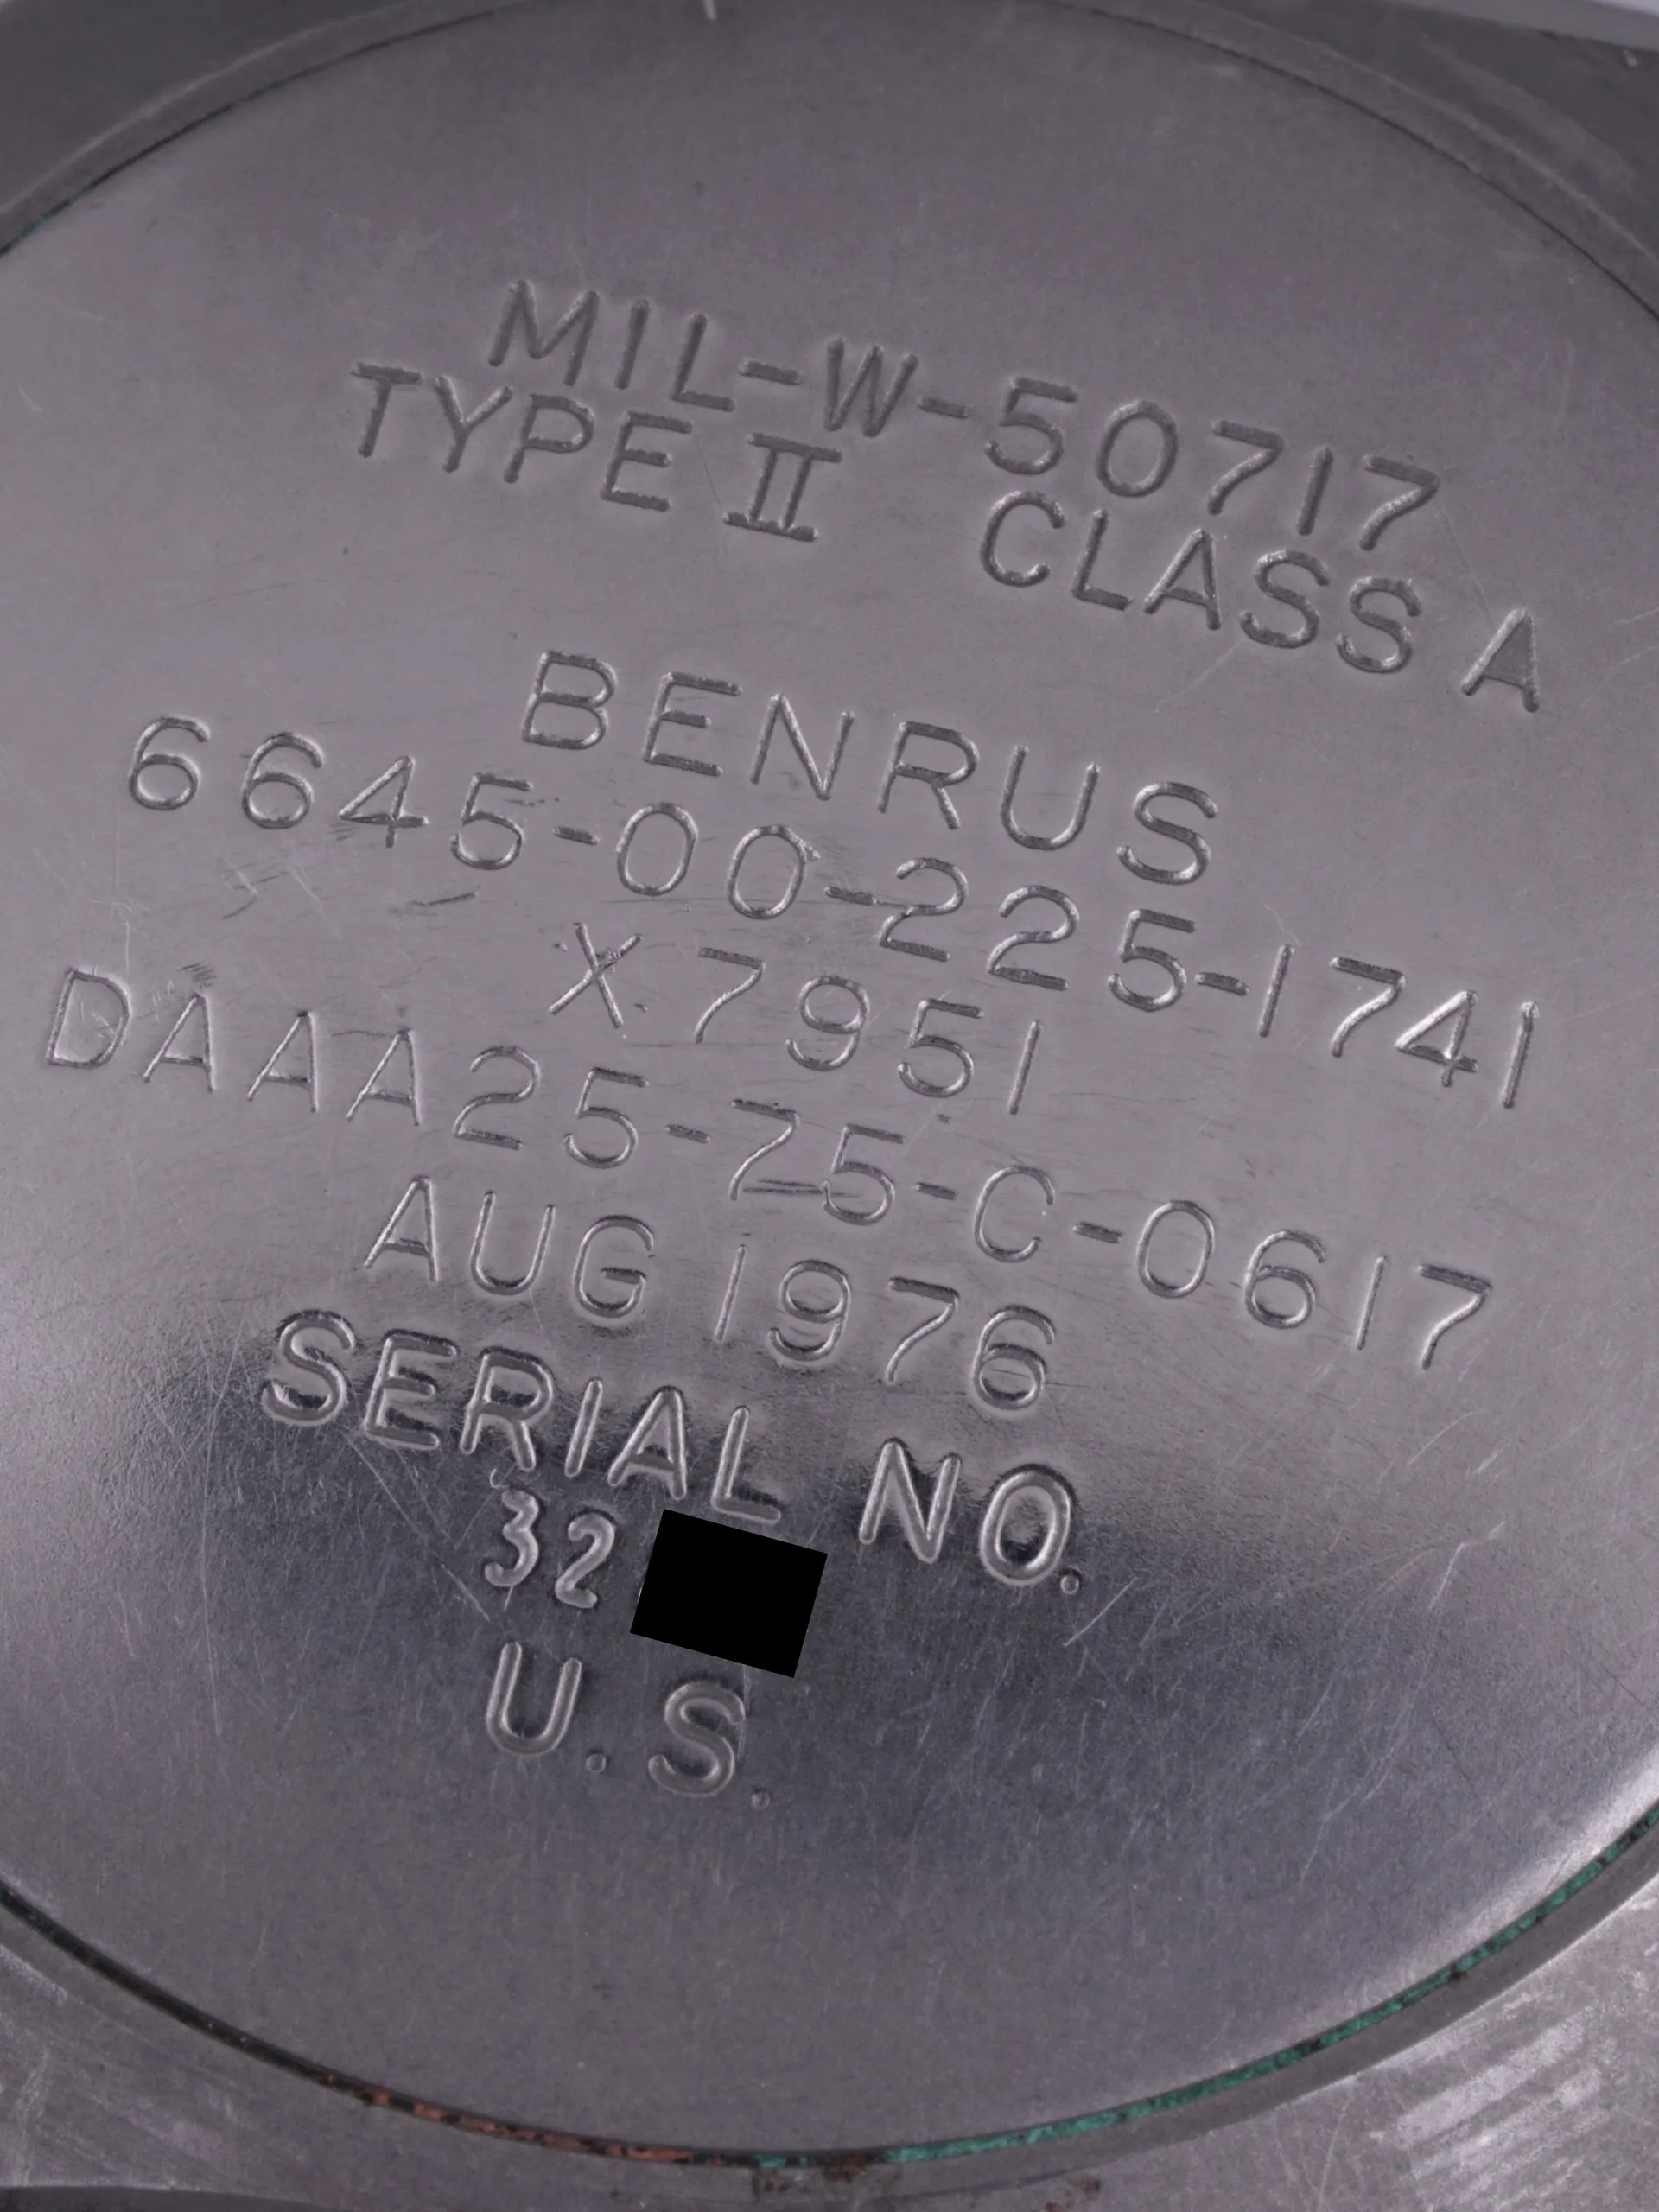 MIL-W-50717
TYPE II CLASS A
BENRUS
6645-00-225-1741
X7951
DAAA25-75-C-0617
AUG 1976
SERIAL NO.
32
U.S.